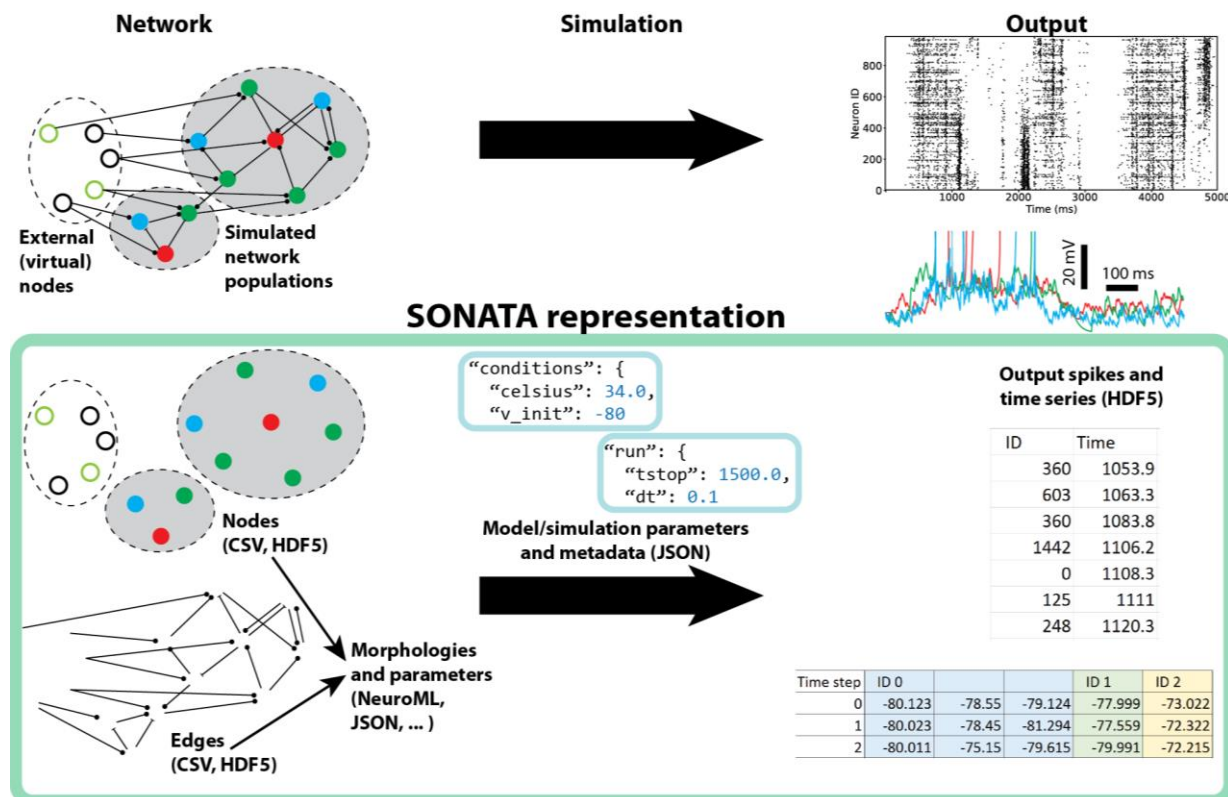 Network
Simulation
Output
External
(virtual)
nodes
Simulated
network
populations
Neuron ID
800
600
400
200
0
1000
2000
3000
4000
5000
Time (ms)
20 mV
100 ms
SONATA representation
Nodes
(CSV, HDF5)
Edges
(CSV, HDF5)
Morphologies
and parameters
(NeuroML,
JSON, ... )
“conditions”: {
“celsius”: 34.0,
“v_init”: -80
“run”: {
“tstop”: 1500.0,
“dt”: 0.1
Model/simulation parameters
and metadata (JSON)
Output spikes and
time series (HDF5)
ID Time
360 1053.9
603 1063.3
360 1083.8
1442 1106.2
0 1108.3
125 1111
248 1120.3
Time step ID 0 ID 1 ID 2
0 -80.123 -78.55 -79.124 -77.999 -73.022
1 -80.023 -78.45 -81.294 -77.559 -72.322
2 -80.011 -75.15 -79.615 -79.991 -72.215